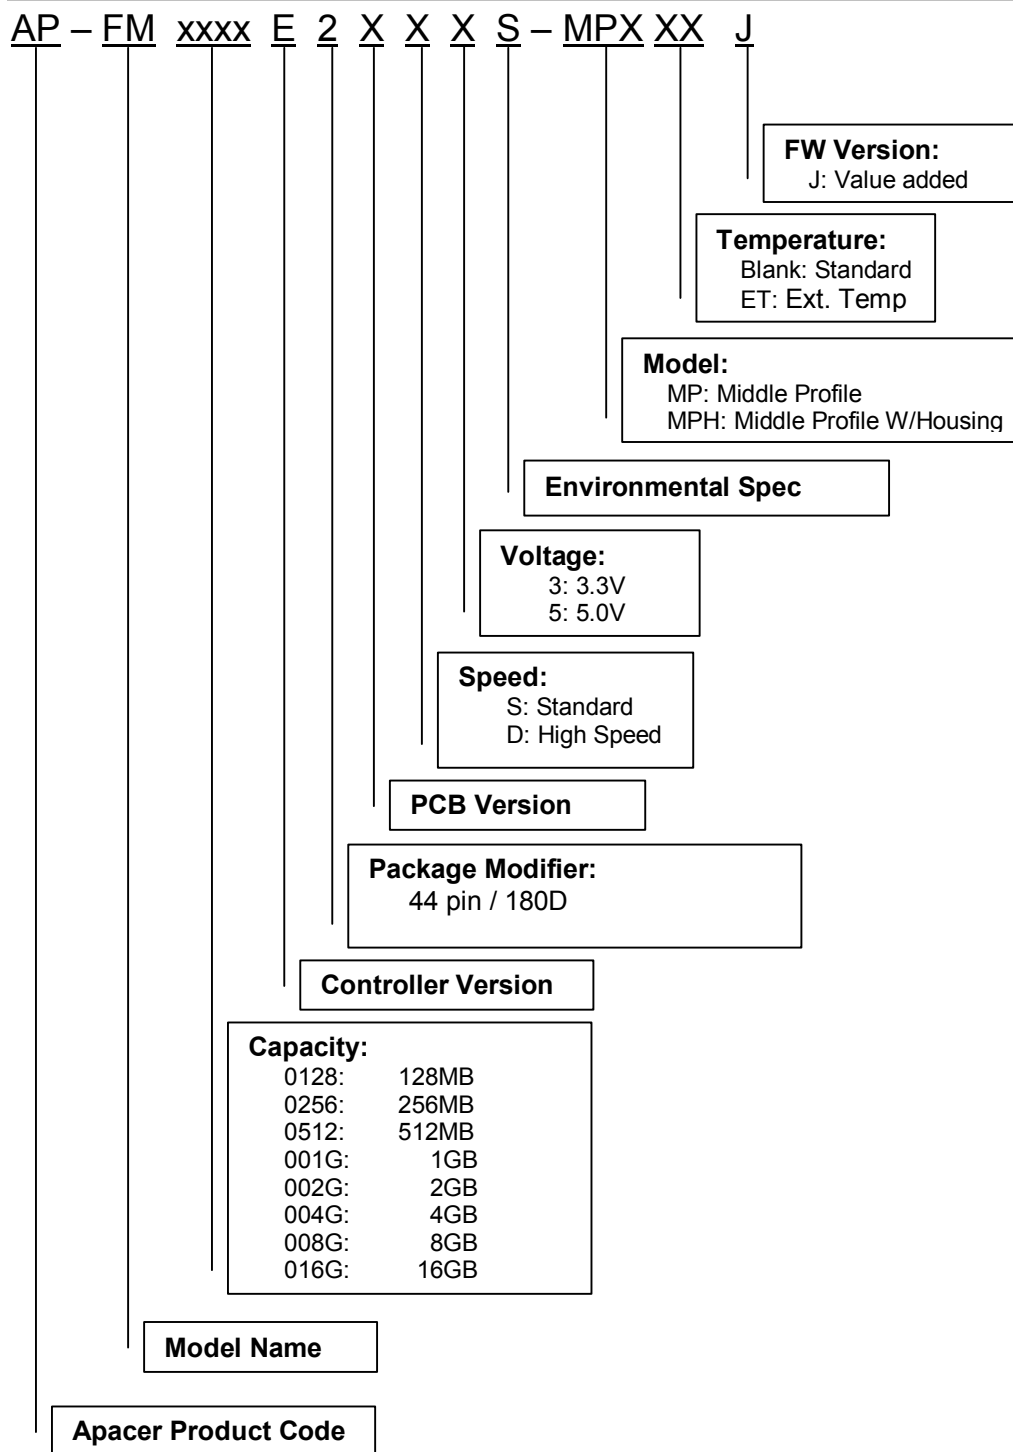 AP – FM xxxx E 2 X X X S – MPX XX J
FW Version:
J: Value added
Temperature:
Blank: Standard
ET: Ext. Temp
Model:
MP: Middle Profile
MPH: Middle Profile W/Housing
Environmental Spec
Voltage:
3: 3.3V
5: 5.0V
Speed:
S: Standard
D: High Speed
PCB Version
Package Modifier:
44 pin / 180D
Controller Version
Capacity:
0128: 128MB
0256: 256MB
0512: 512MB
001G: 1GB
002G: 2GB
004G: 4GB
008G: 8GB
016G: 16GB
Model Name
Apacer Product Code